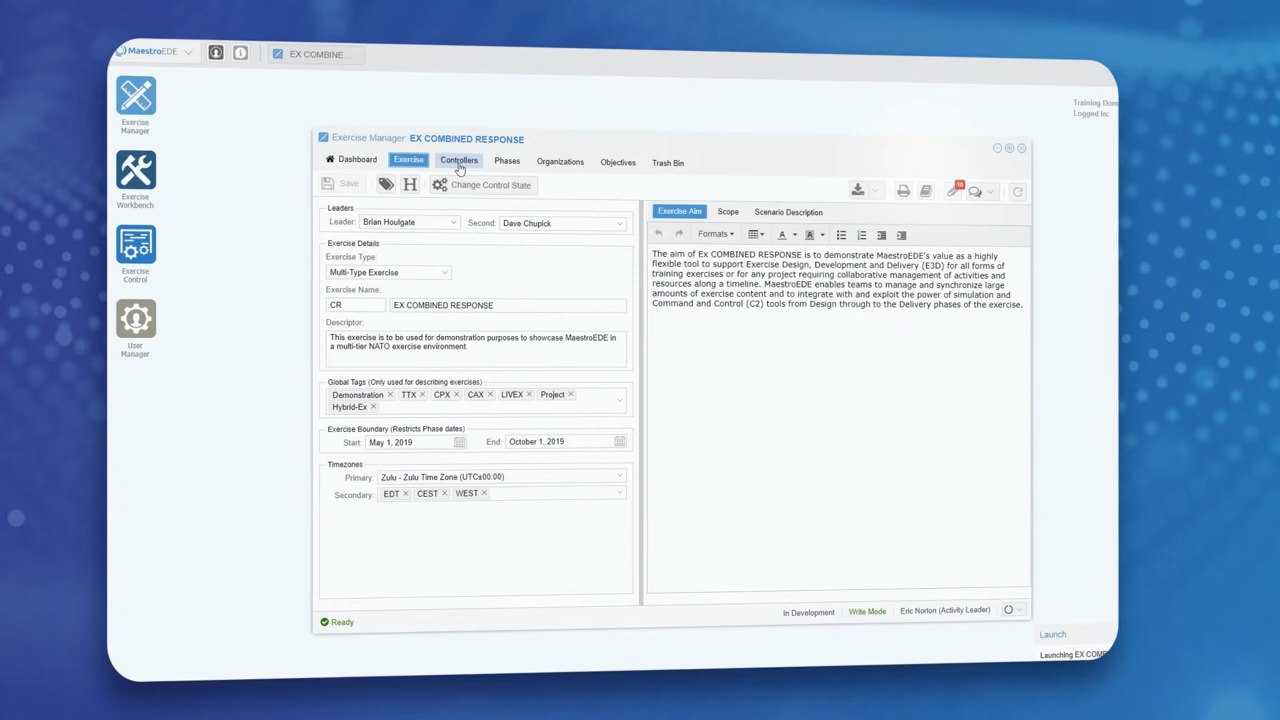 MaestroEDE
EX COMBINE...
Exercise
Manager
Exercise
Workbench
Exercise
Control
User
Manager
Training
Logged In:
Exercise Manager: EX COMBINED RESPONSE
Dashboard Exercise Controllers Phases Organizations Objectives Trash Bin
Save H Change Control State
Leaders
Leader: Brian Houlgate Second: Dave Chupick
Exercise Details
Exercise Type:
Multi-Type Exercise
Exercise Name:
CR EX COMBINED RESPONSE
Descriptor:
This exercise is to be used for demonstration purposes to showcase MaestroEDE in
a multi-tier NATO exercise environment.
Global Tags (Only used for describing exercises)
Demonstration × TTX × CPX × CAX × LIVEX × Project ×
Hybrid-Ex ×
Exercise Boundary (Restricts Phase dates)
Start: May 1, 2019 End: October 1, 2019
Timezones
Primary: Zulu - Zulu Time Zone (UTC±00:00)
Secondary: EDT × CEST × WEST ×
Ready
10
Exercise Aim Scope Scenario Description
Formats A A
The aim of Ex COMBINED RESPONSE is to demonstrate MaestroEDE's value as a highly
flexible tool to support Exercise Design, Development and Delivery (E3D) for all forms of
training exercises or for any project requiring collaborative management of activities and
resources along a timeline. MaestroEDE enables teams to manage and synchronize large
amounts of exercise content and to integrate with and exploit the power of simulation and
Command and Control (C2) tools from Design through to the Delivery phases of the exercise.
In Development Write Mode Eric Norton (Activity Leader)
Launch
Launching EX